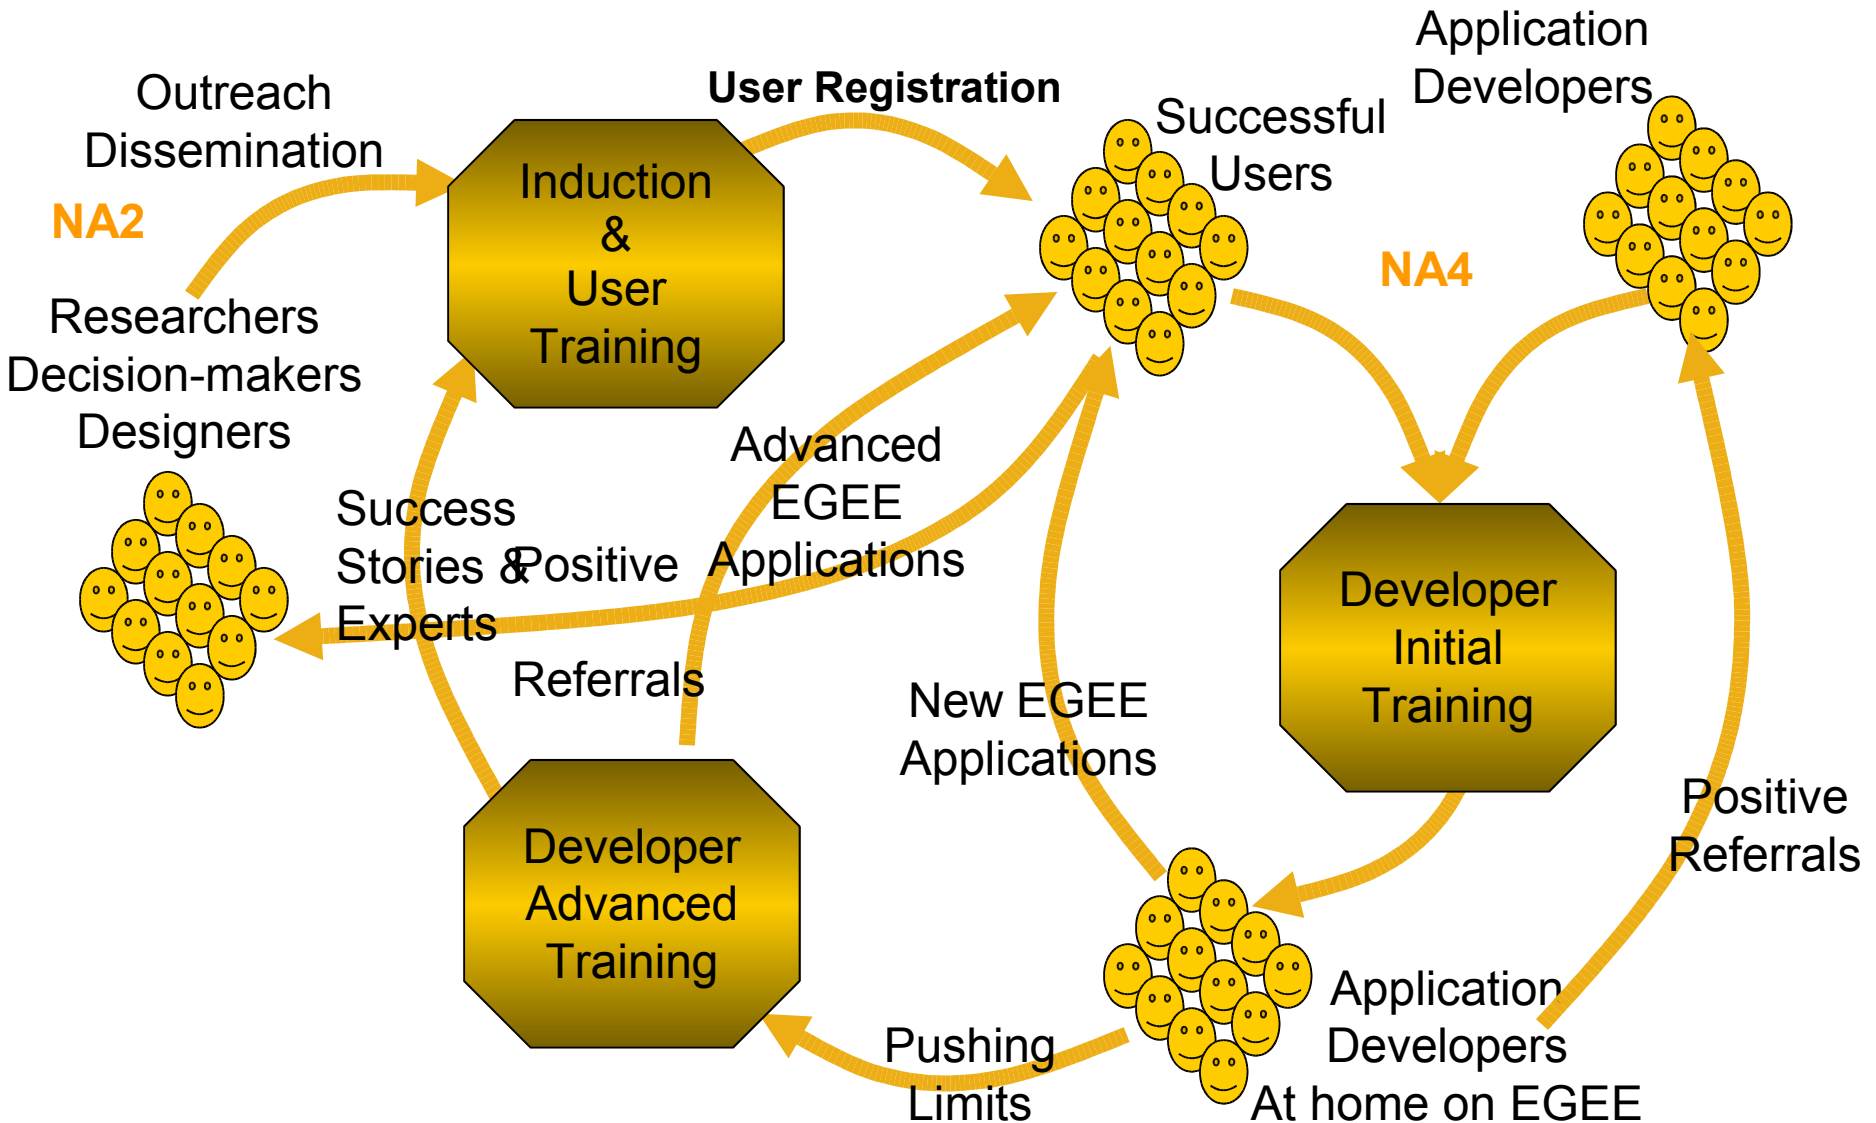 Application
Developers
Outreach
Dissemination
User Registration
Successful
Users
NA2
Induction
&
User
Training
NA4
Researchers
Decision-makers
Designers
Advanced
EGEE
Applications
Success
Stories &
Experts
Positive
Referrals
Developer
Initial
Training
New EGEE
Applications
Positive
Referrals
Developer
Advanced
Training
Pushing
Limits
Application
Developers
At home on EGEE